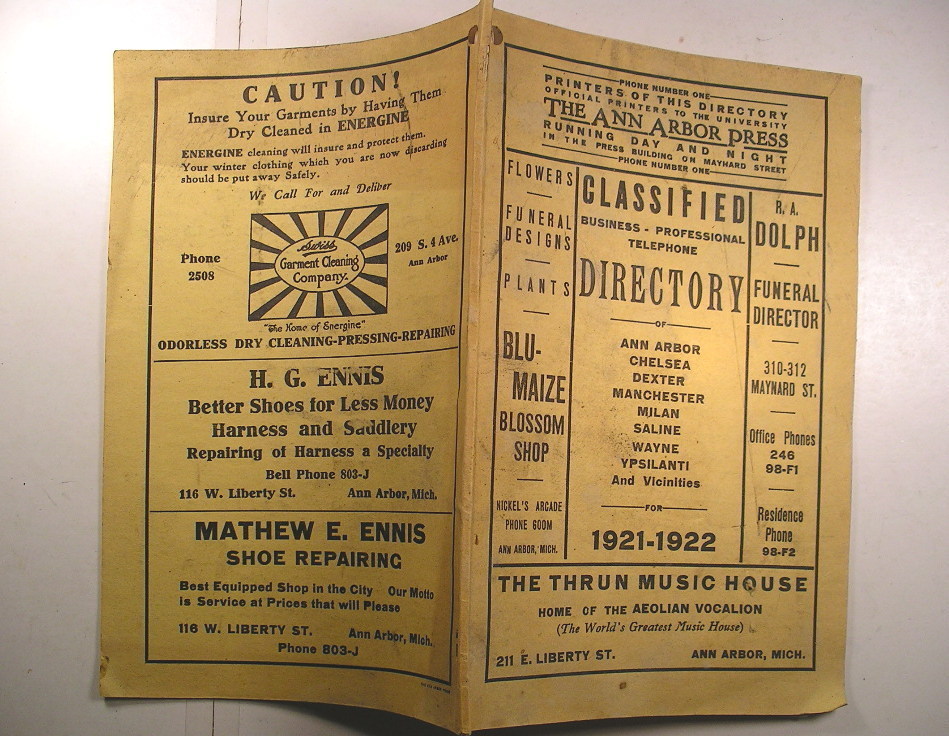 CAUTION!
Insure Your Garments by Having Them
Dry Cleaned in ENERGINE
ENERGINE cleaning will insure and protect them.
Your winter clothing which you are now discarding
should be put away Safely.
We Call For and Deliver
Phone
2508
Swiss
Garment Cleaning
Company.
209 S. 4 Ave.
Ann Arbor
"The Home of Energine"
ODORLESS DRY CLEANING-PRESSING-REPAIRING
H. G. ENNIS
Better Shoes for Less Money
Harness and Saddlery
Repairing of Harness a Specialty
Bell Phone 803-J
116 W. Liberty St. Ann Arbor, Mich.
MATHEW E. ENNIS
SHOE REPAIRING
Best Equipped Shop in the City Our Motto
is Service at Prices that will Please
116 W. LIBERTY ST. Ann Arbor, Mich.
Phone 803-J
PHONE NUMBER ONE
PRINTERS OF THIS DIRECTORY
OFFICIAL PRINTERS TO THE UNIVERSITY
THE ANN ARBOR PRESS
RUNNING DAY AND NIGHT
IN THE PRESS BUILDING ON MAYNARD STREET
PHONE NUMBER ONE
FLOWERS
FUNERAL
DESIGNS
PLANTS
BLU-
MAIZE
BLOSSOM
SHOP
NICKEL'S ARCADE
PHONE 600M
ANN ARBOR, MICH.
CLASSIFIED
BUSINESS - PROFESSIONAL
TELEPHONE
DIRECTORY
OF
ANN ARBOR
CHELSEA
DEXTER
MANCHESTER
MILAN
SALINE
WAYNE
YPSILANTI
And Vicinities
FOR
1921-1922
R. A.
DOLPH
FUNERAL
DIRECTOR
310-312
MAYNARD ST.
Office Phones
246
98-F1
Residence
Phone
98-F2
THE THRUN MUSIC HOUSE
HOME OF THE AEOLIAN VOCALION
(The World's Greatest Music House)
211 E. LIBERTY ST. ANN ARBOR, MICH.